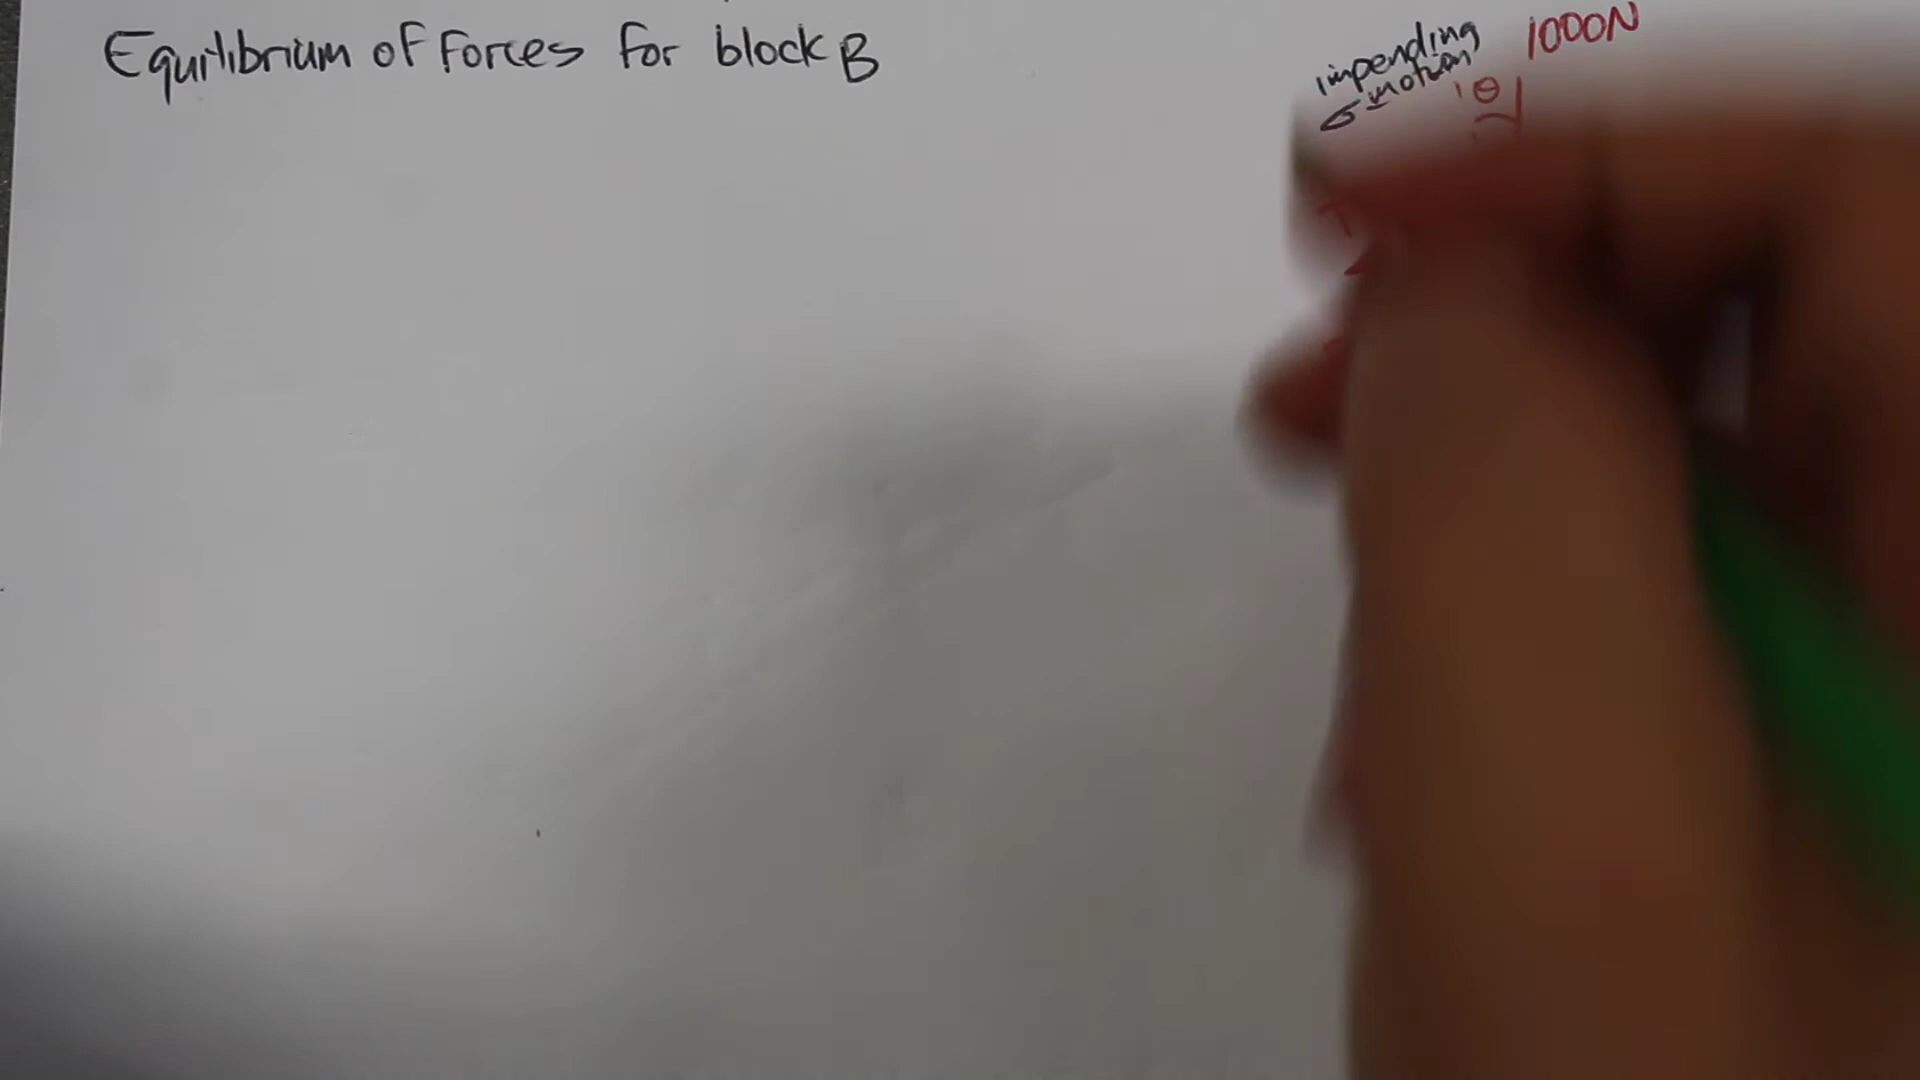 Equilibrium of Forces for block B
impending
motion
1000N
θ